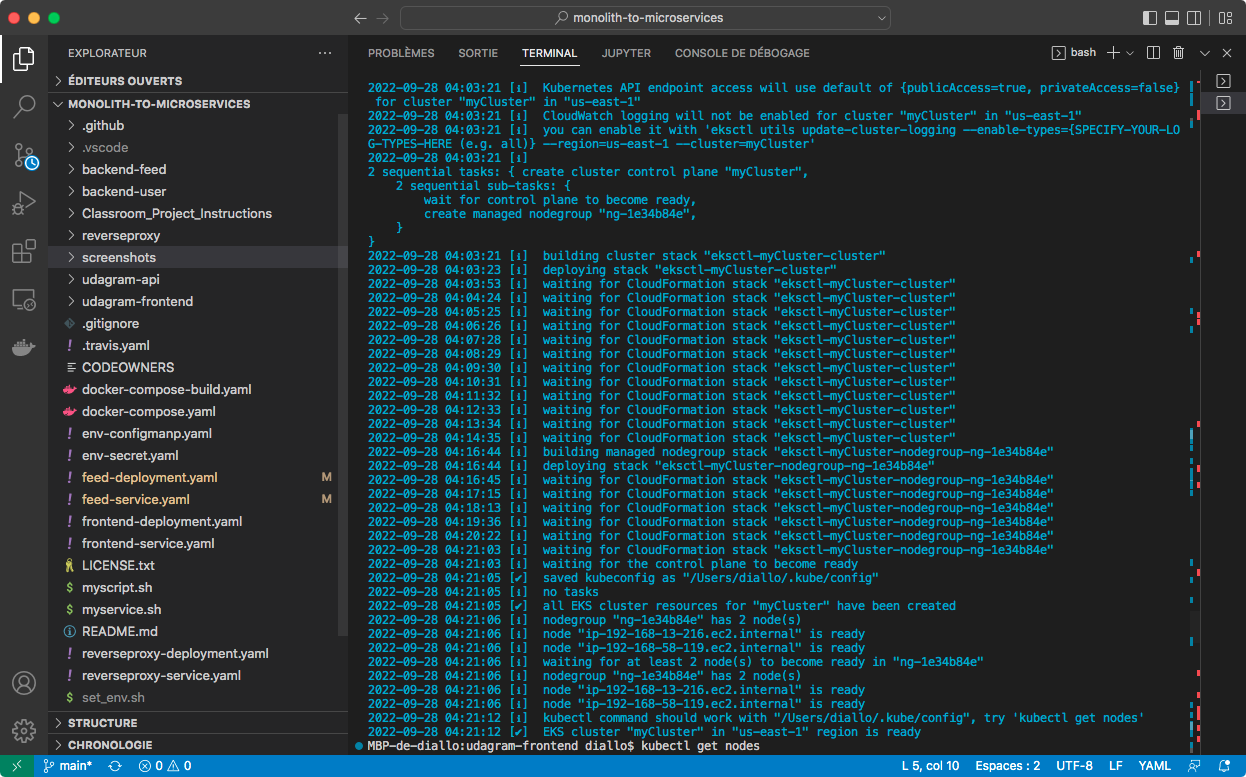 monolith-to-microservices
EXPLORATEUR
ÉDITEURS OUVERTS
MONOLITH-TO-MICROSERVICES
.github
.vscode
backend-feed
backend-user
Classroom_Project_Instructions
reverseproxy
screenshots
udagram-api
udagram-frontend
.gitignore
.travis.yaml
CODEOWNERS
docker-compose-build.yaml
docker-compose.yaml
env-configmanp.yaml
env-secret.yaml
feed-deployment.yaml M
feed-service.yaml M
frontend-deployment.yaml
frontend-service.yaml
LICENSE.txt
myscript.sh
myservice.sh
README.md
reverseproxy-deployment.yaml
reverseproxy-service.yaml
set_env.sh
STRUCTURE
CHRONOLOGIE
PROBLÈMES SORTIE TERMINAL JUPYTER CONSOLE DE DÉBOGAGE
bash
2022-09-28 04:03:21 [ℹ]  Kubernetes API endpoint access will use default of {publicAccess=true, privateAccess=false}
 for cluster "myCluster" in "us-east-1"
2022-09-28 04:03:21 [ℹ]  CloudWatch logging will not be enabled for cluster "myCluster" in "us-east-1"
2022-09-28 04:03:21 [ℹ]  you can enable it with 'eksctl utils update-cluster-logging --enable-types={SPECIFY-YOUR-LO
G-TYPES-HERE (e.g. all)} --region=us-east-1 --cluster=myCluster'
2022-09-28 04:03:21 [ℹ]
2 sequential tasks: { create cluster control plane "myCluster",
    2 sequential sub-tasks: {
        wait for control plane to become ready,
        create managed nodegroup "ng-1e34b84e",
    }
}
2022-09-28 04:03:21 [ℹ]  building cluster stack "eksctl-myCluster-cluster"
2022-09-28 04:03:23 [ℹ]  deploying stack "eksctl-myCluster-cluster"
2022-09-28 04:03:53 [ℹ]  waiting for CloudFormation stack "eksctl-myCluster-cluster"
2022-09-28 04:04:24 [ℹ]  waiting for CloudFormation stack "eksctl-myCluster-cluster"
2022-09-28 04:05:25 [ℹ]  waiting for CloudFormation stack "eksctl-myCluster-cluster"
2022-09-28 04:06:26 [ℹ]  waiting for CloudFormation stack "eksctl-myCluster-cluster"
2022-09-28 04:07:28 [ℹ]  waiting for CloudFormation stack "eksctl-myCluster-cluster"
2022-09-28 04:08:29 [ℹ]  waiting for CloudFormation stack "eksctl-myCluster-cluster"
2022-09-28 04:09:30 [ℹ]  waiting for CloudFormation stack "eksctl-myCluster-cluster"
2022-09-28 04:10:31 [ℹ]  waiting for CloudFormation stack "eksctl-myCluster-cluster"
2022-09-28 04:11:32 [ℹ]  waiting for CloudFormation stack "eksctl-myCluster-cluster"
2022-09-28 04:12:33 [ℹ]  waiting for CloudFormation stack "eksctl-myCluster-cluster"
2022-09-28 04:13:34 [ℹ]  waiting for CloudFormation stack "eksctl-myCluster-cluster"
2022-09-28 04:14:35 [ℹ]  waiting for CloudFormation stack "eksctl-myCluster-cluster"
2022-09-28 04:16:44 [ℹ]  building managed nodegroup stack "eksctl-myCluster-nodegroup-ng-1e34b84e"
2022-09-28 04:16:44 [ℹ]  deploying stack "eksctl-myCluster-nodegroup-ng-1e34b84e"
2022-09-28 04:16:45 [ℹ]  waiting for CloudFormation stack "eksctl-myCluster-nodegroup-ng-1e34b84e"
2022-09-28 04:17:15 [ℹ]  waiting for CloudFormation stack "eksctl-myCluster-nodegroup-ng-1e34b84e"
2022-09-28 04:18:13 [ℹ]  waiting for CloudFormation stack "eksctl-myCluster-nodegroup-ng-1e34b84e"
2022-09-28 04:19:36 [ℹ]  waiting for CloudFormation stack "eksctl-myCluster-nodegroup-ng-1e34b84e"
2022-09-28 04:20:22 [ℹ]  waiting for CloudFormation stack "eksctl-myCluster-nodegroup-ng-1e34b84e"
2022-09-28 04:21:03 [ℹ]  waiting for CloudFormation stack "eksctl-myCluster-nodegroup-ng-1e34b84e"
2022-09-28 04:21:03 [ℹ]  waiting for the control plane to become ready
2022-09-28 04:21:05 [✔]  saved kubeconfig as "/Users/diallo/.kube/config"
2022-09-28 04:21:05 [ℹ]  no tasks
2022-09-28 04:21:05 [✔]  all EKS cluster resources for "myCluster" have been created
2022-09-28 04:21:06 [ℹ]  nodegroup "ng-1e34b84e" has 2 node(s)
2022-09-28 04:21:06 [ℹ]  node "ip-192-168-13-216.ec2.internal" is ready
2022-09-28 04:21:06 [ℹ]  node "ip-192-168-58-119.ec2.internal" is ready
2022-09-28 04:21:06 [ℹ]  waiting for at least 2 node(s) to become ready in "ng-1e34b84e"
2022-09-28 04:21:06 [ℹ]  nodegroup "ng-1e34b84e" has 2 node(s)
2022-09-28 04:21:06 [ℹ]  node "ip-192-168-13-216.ec2.internal" is ready
2022-09-28 04:21:06 [ℹ]  node "ip-192-168-58-119.ec2.internal" is ready
2022-09-28 04:21:12 [ℹ]  kubectl command should work with "/Users/diallo/.kube/config", try 'kubectl get nodes'
2022-09-28 04:21:12 [✔]  EKS cluster "myCluster" in "us-east-1" region is ready
MBP-de-diallo:udagram-frontend diallo$ kubectl get nodes
main* 0 0 L 5, col 10 Espaces : 2 UTF-8 LF YAML